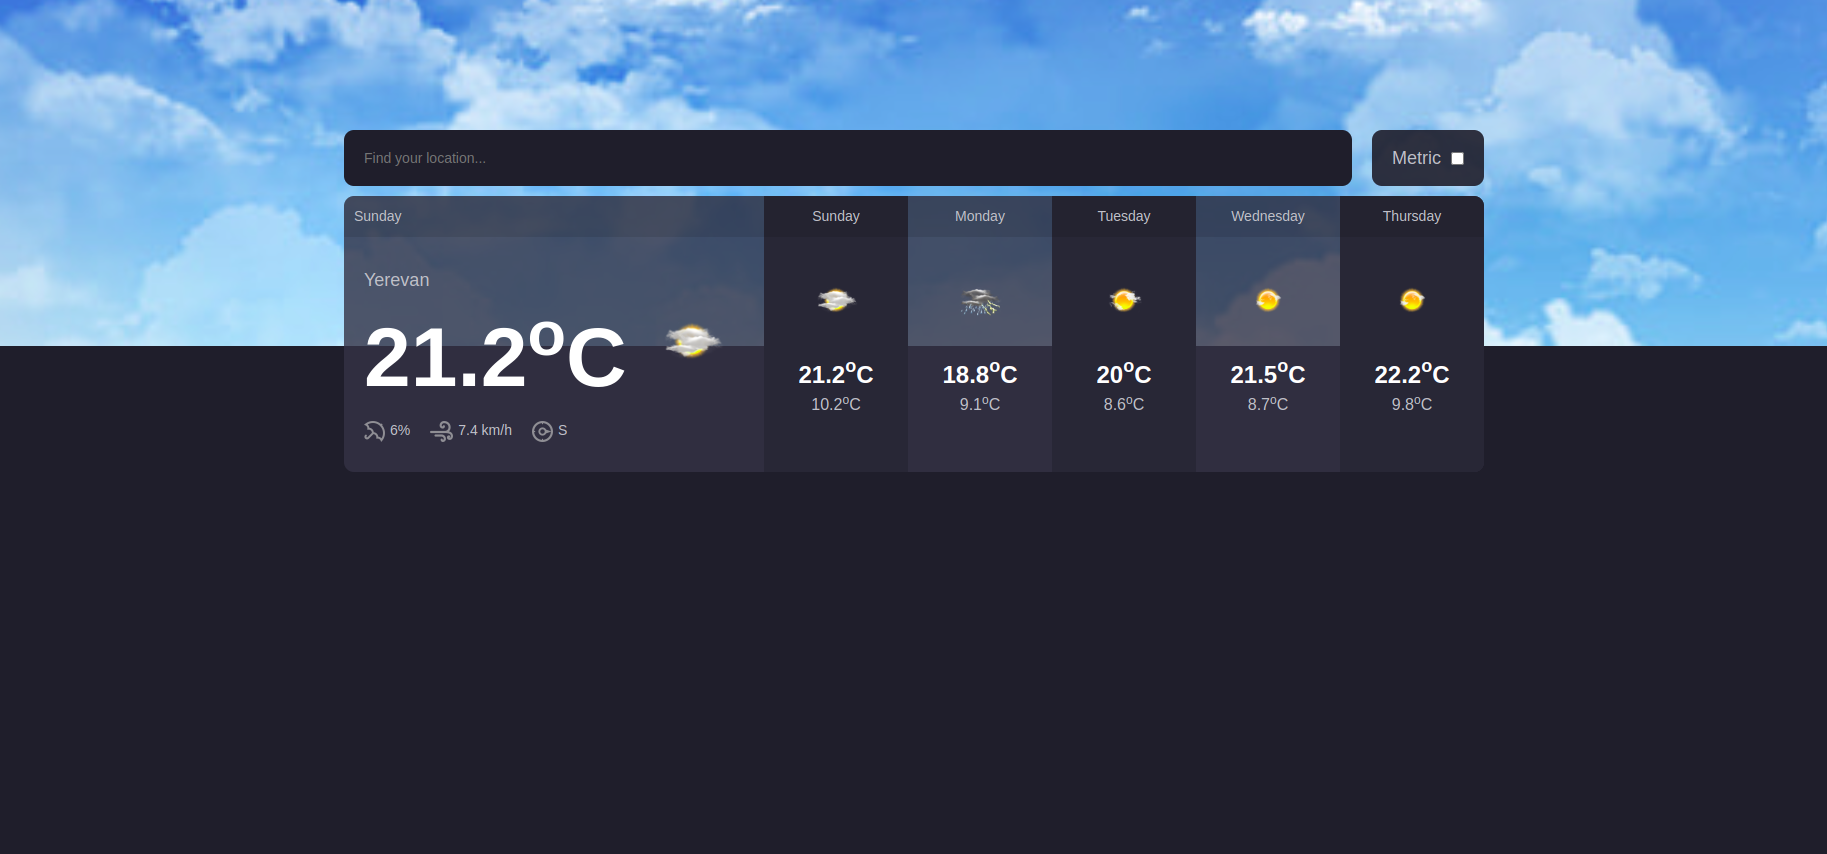 Find your location...
Metric
Sunday
Yerevan
21.2°C
6% 7.4 km/h S
Sunday
21.2°C
10.2°C
Monday
18.8°C
9.1°C
Tuesday
20°C
8.6°C
Wednesday
21.5°C
8.7°C
Thursday
22.2°C
9.8°C